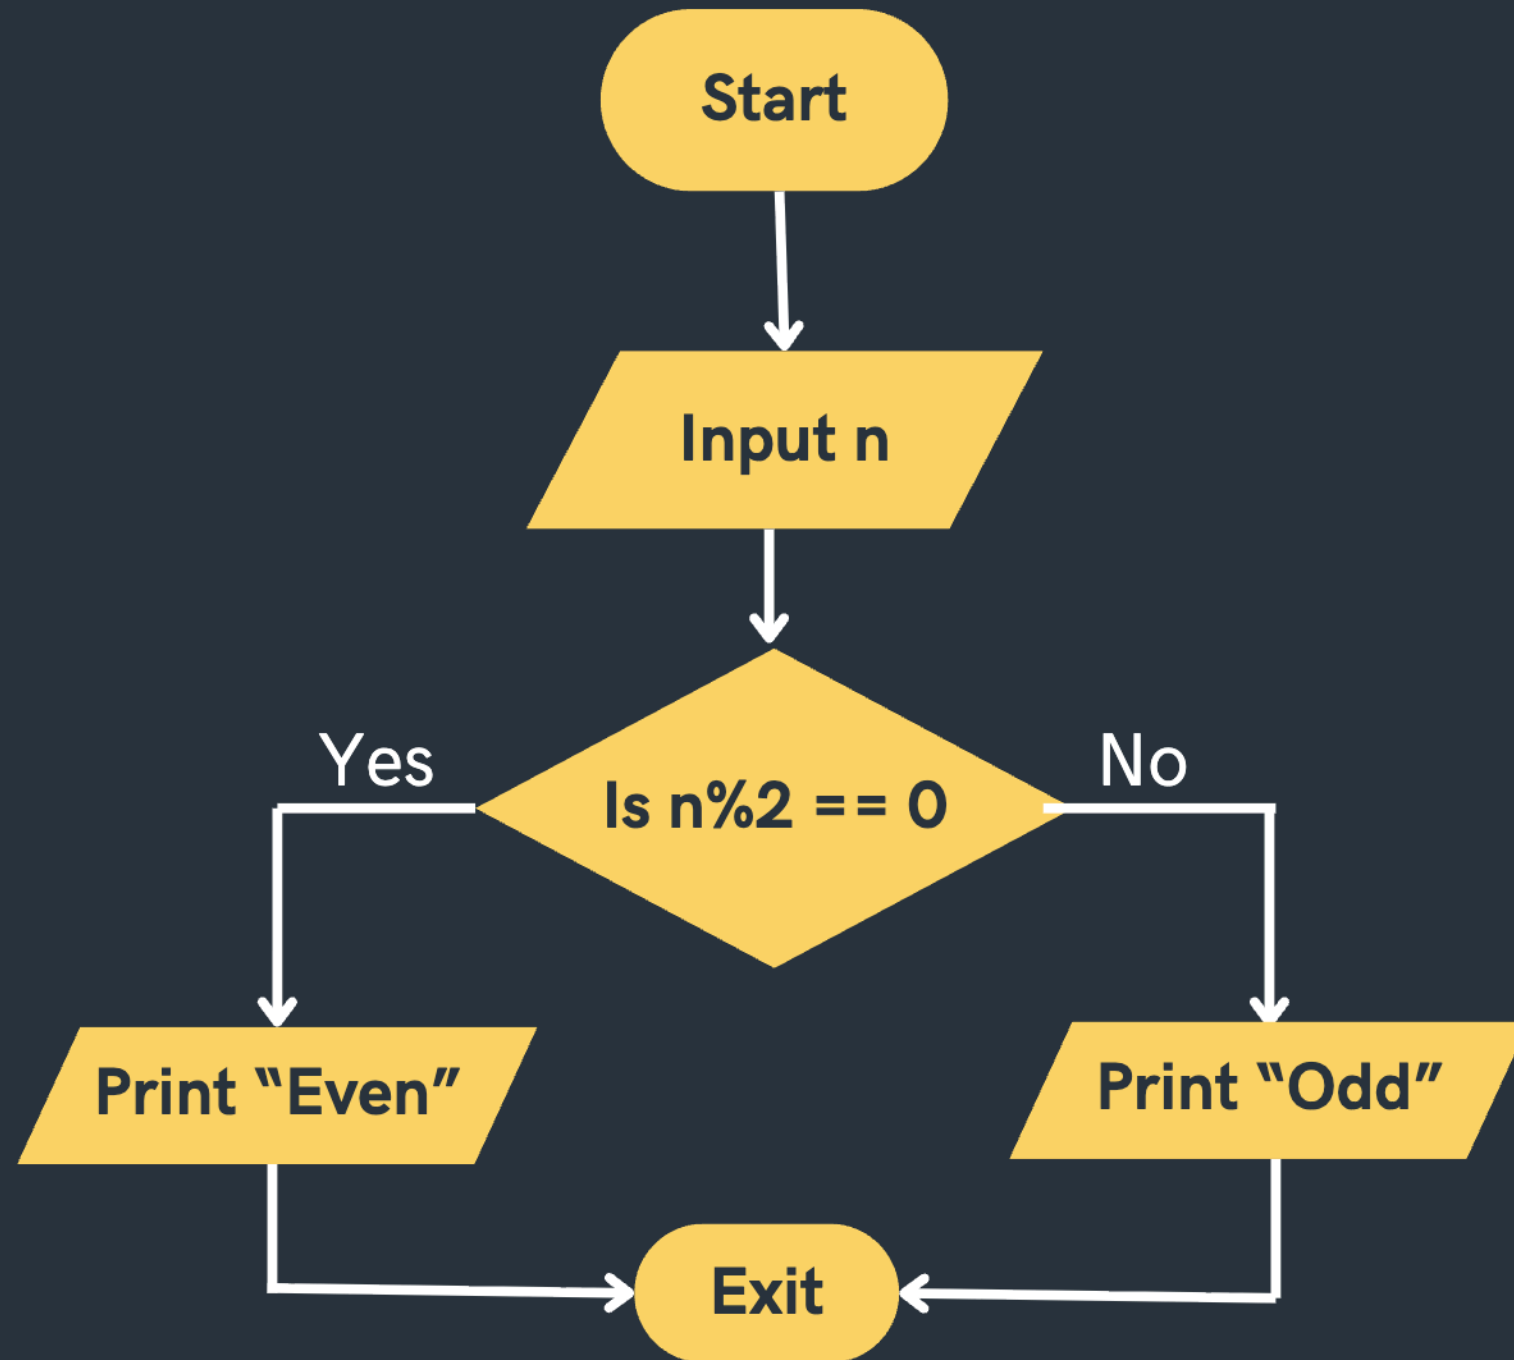 Start
Input n
Yes
No
Is n%2 == 0
Print “Even”
Print “Odd”
Exit